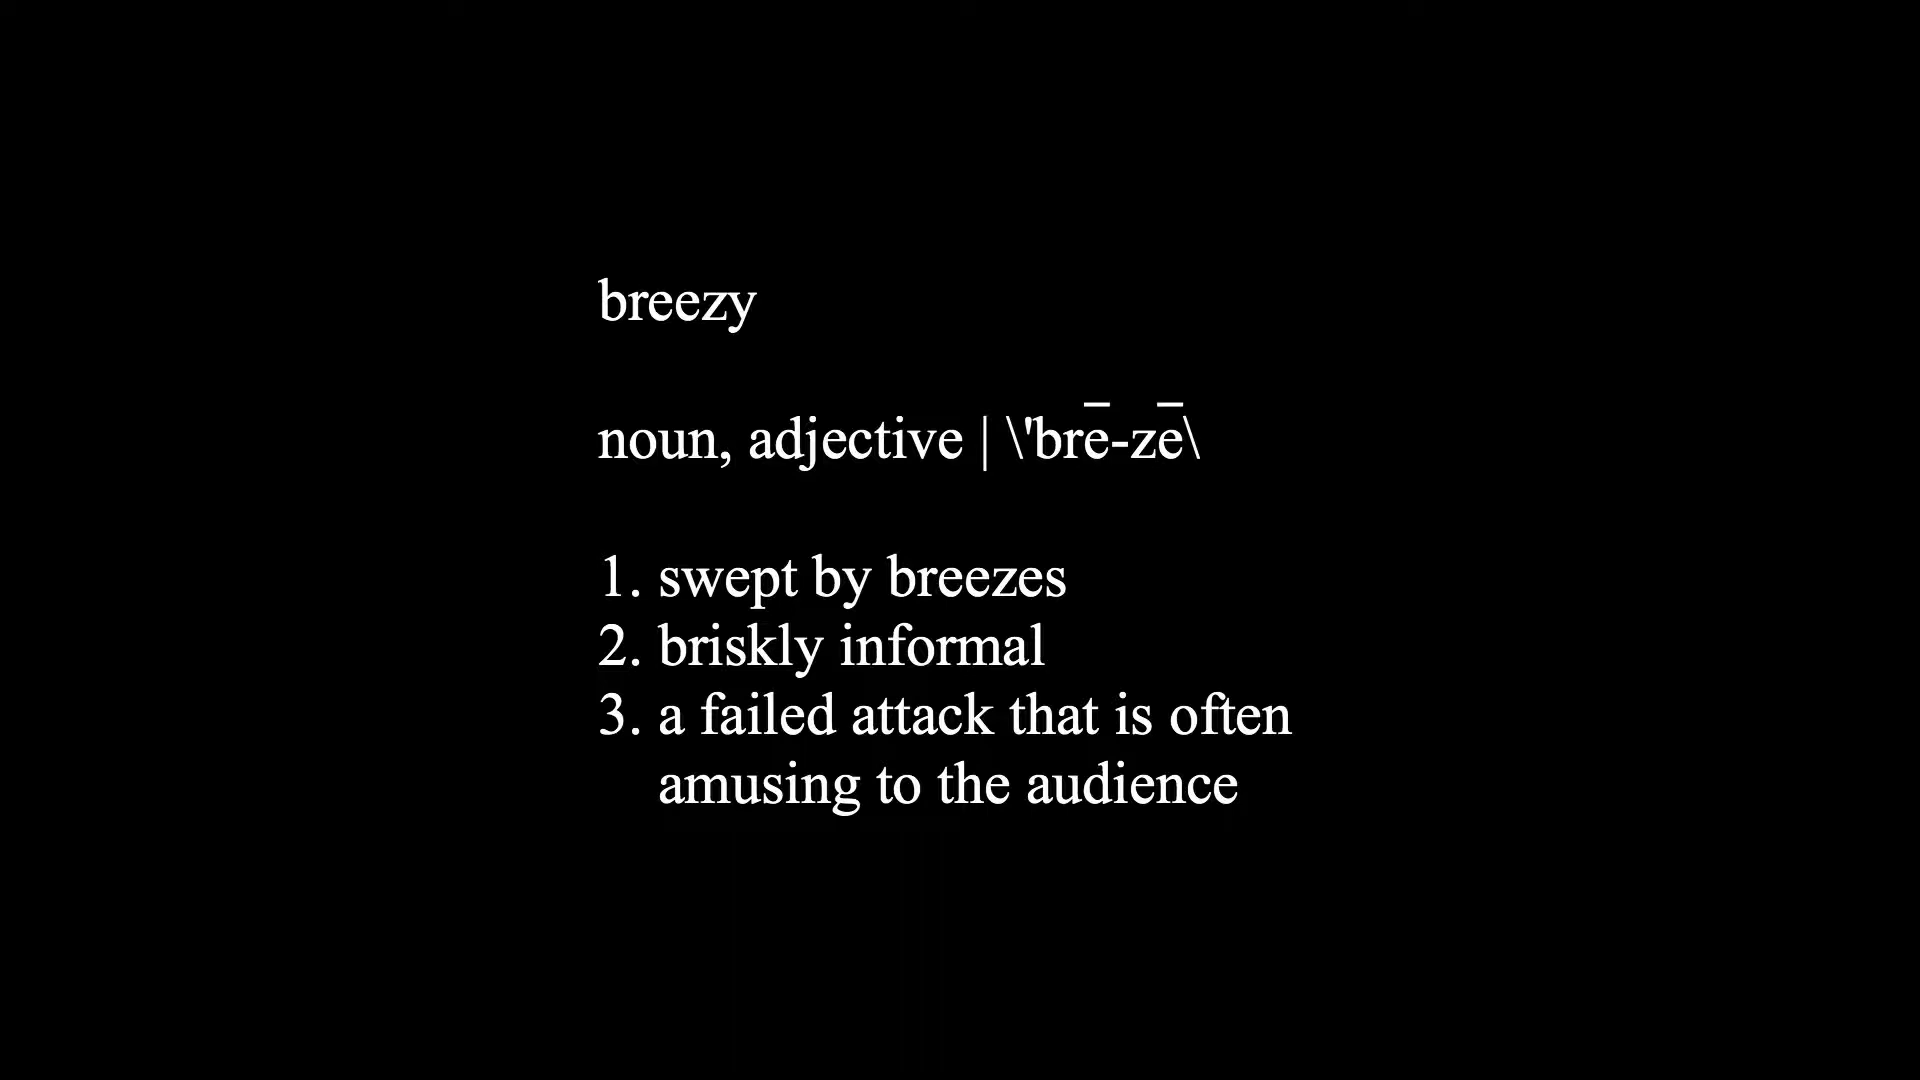 breezy
noun, adjective | \'brē-zē\
1. swept by breezes
2. briskly informal
3. a failed attack that is often
amusing to the audience